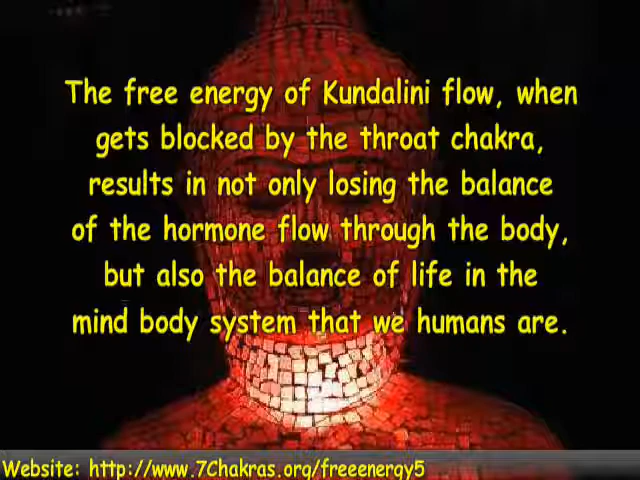 The free energy of Kundalini flow, when
gets blocked by the throat chakra,
results in not only losing the balance
of the hormone flow through the body,
but also the balance of life in the
mind body system that we humans are.
Website: http://www.7Chakras.org/freeenergy5